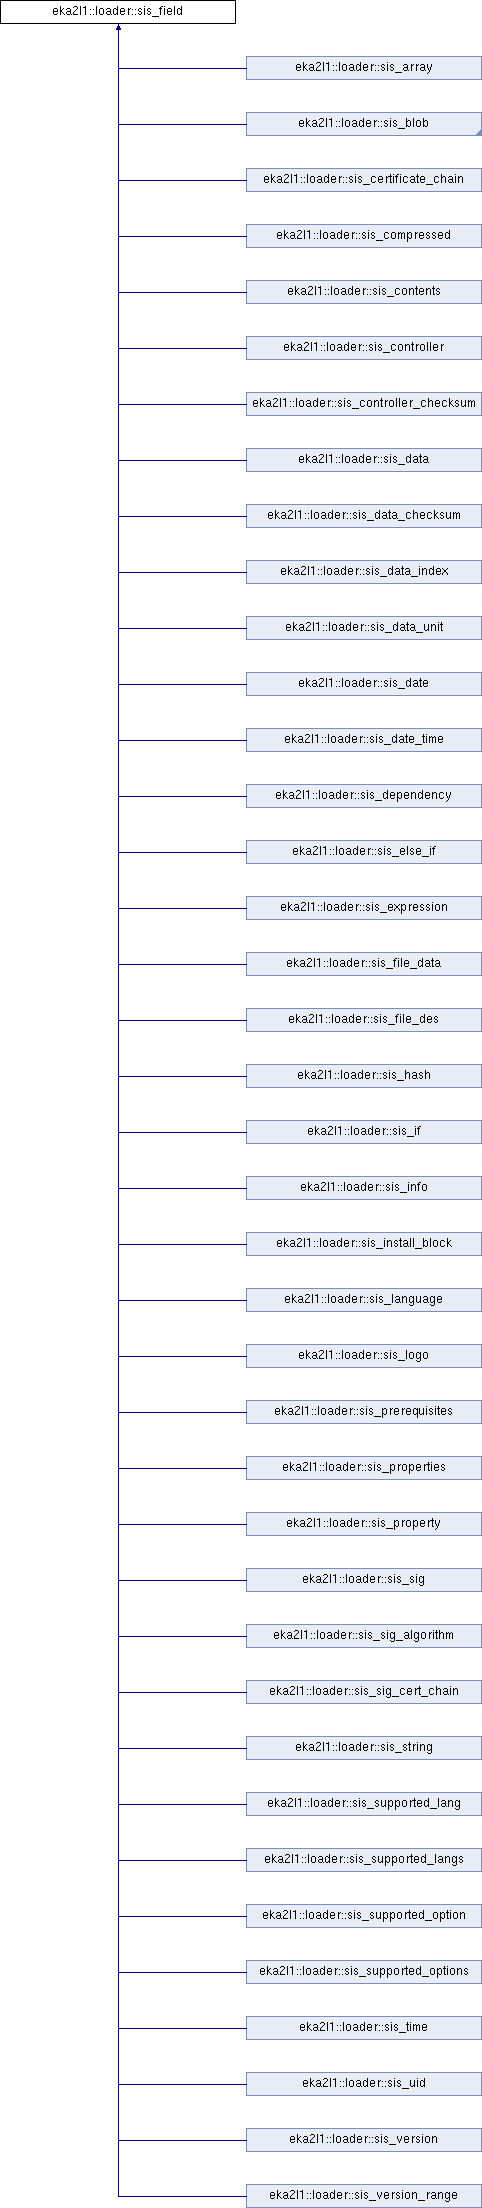 eka2l1::loader::sis_field
eka2l1::loader::sis_array
eka2l1::loader::sis_blob
eka2l1::loader::sis_certificate_chain
eka2l1::loader::sis_compressed
eka2l1::loader::sis_contents
eka2l1::loader::sis_controller
eka2l1::loader::sis_controller_checksum
eka2l1::loader::sis_data
eka2l1::loader::sis_data_checksum
eka2l1::loader::sis_data_index
eka2l1::loader::sis_data_unit
eka2l1::loader::sis_date
eka2l1::loader::sis_date_time
eka2l1::loader::sis_dependency
eka2l1::loader::sis_else_if
eka2l1::loader::sis_expression
eka2l1::loader::sis_file_data
eka2l1::loader::sis_file_des
eka2l1::loader::sis_hash
eka2l1::loader::sis_if
eka2l1::loader::sis_info
eka2l1::loader::sis_install_block
eka2l1::loader::sis_language
eka2l1::loader::sis_logo
eka2l1::loader::sis_prerequisites
eka2l1::loader::sis_properties
eka2l1::loader::sis_property
eka2l1::loader::sis_sig
eka2l1::loader::sis_sig_algorithm
eka2l1::loader::sis_sig_cert_chain
eka2l1::loader::sis_string
eka2l1::loader::sis_supported_lang
eka2l1::loader::sis_supported_langs
eka2l1::loader::sis_supported_option
eka2l1::loader::sis_supported_options
eka2l1::loader::sis_time
eka2l1::loader::sis_uid
eka2l1::loader::sis_version
eka2l1::loader::sis_version_range